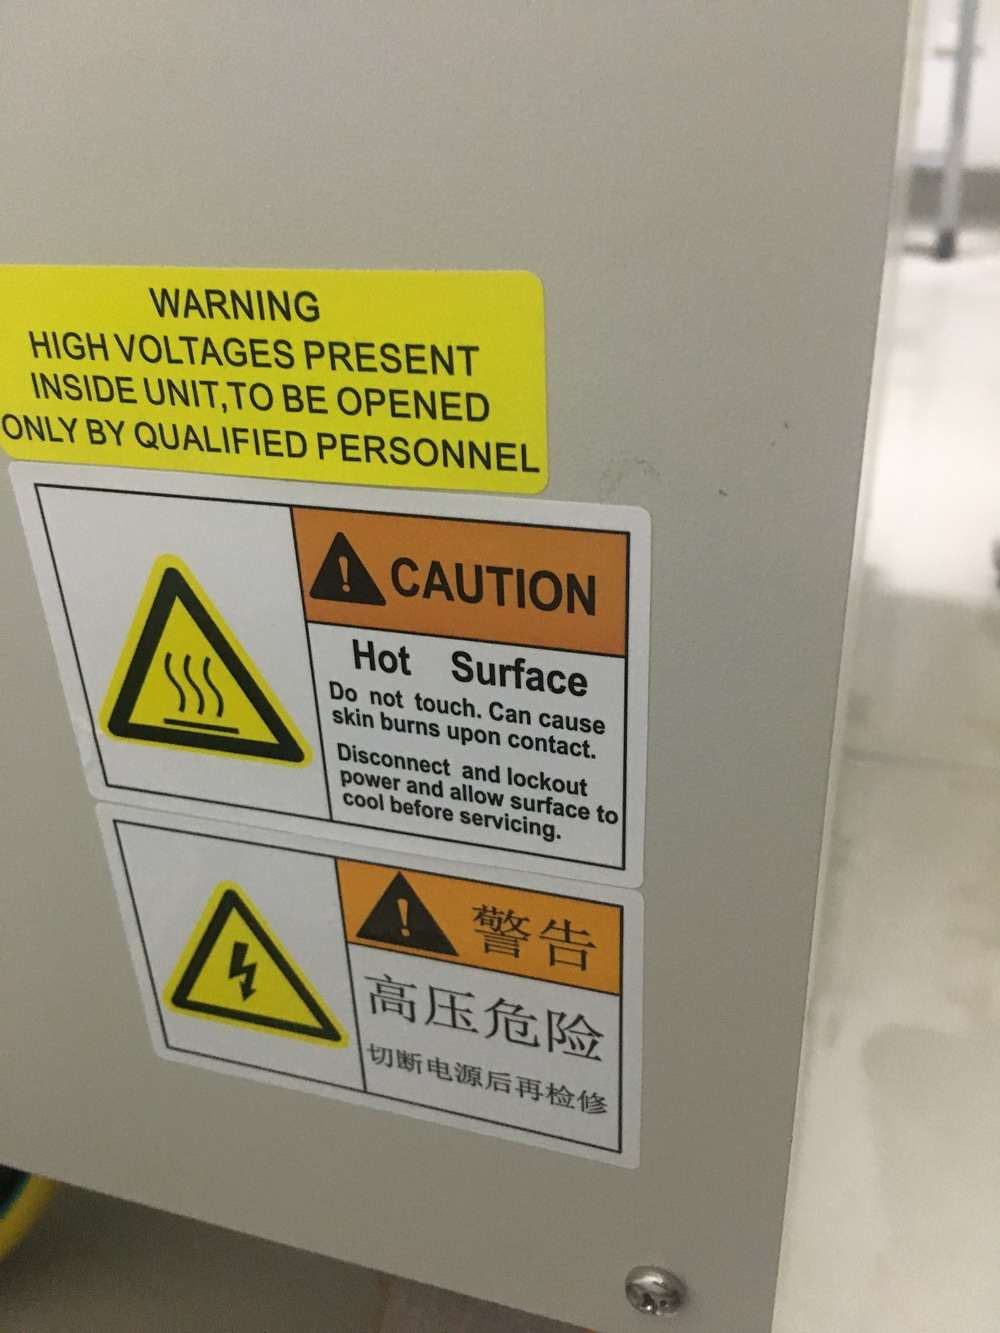 WARNING
HIGH VOLTAGES PRESENT
INSIDE UNIT,TO BE OPENED
ONLY BY QUALIFIED PERSONNEL
CAUTION
Hot Surface
Do not touch. Can cause
skin burns upon contact.
Disconnect and lockout
power and allow surface to
cool before servicing.
警告
高压危险
切断电源后再检修